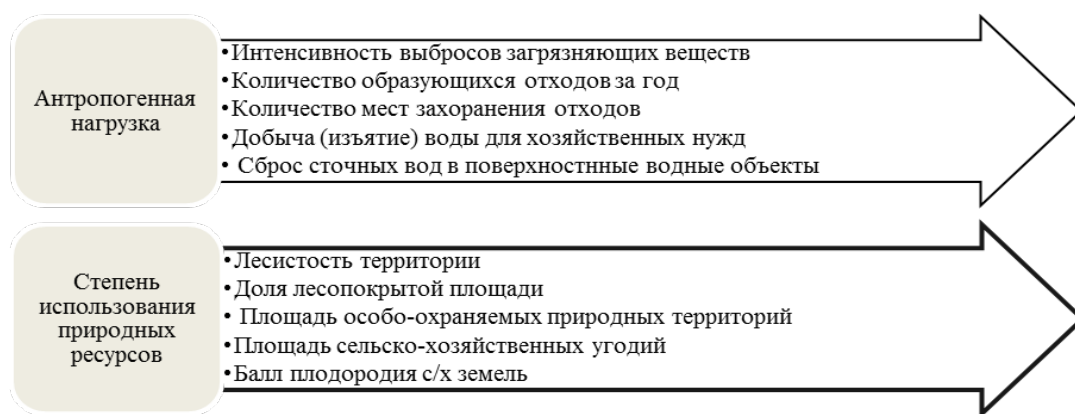 Антропогенная
нагрузка
•Интенсивность выбросов загрязняющих веществ
•Количество образующихся отходов за год
•Количество мест захоранения отходов
•Добыча (изъятие) воды для хозяйственных нужд
• Сброс сточных вод в поверхностнные водные объекты
Степень
использования
природных
ресурсов
•Лесистость территории
•Доля лесопокрытой площади
• Площадь особо-охраняемых природных территорий
•Площадь сельско-хозяйственных угодий
•Балл плодородия с/х земель